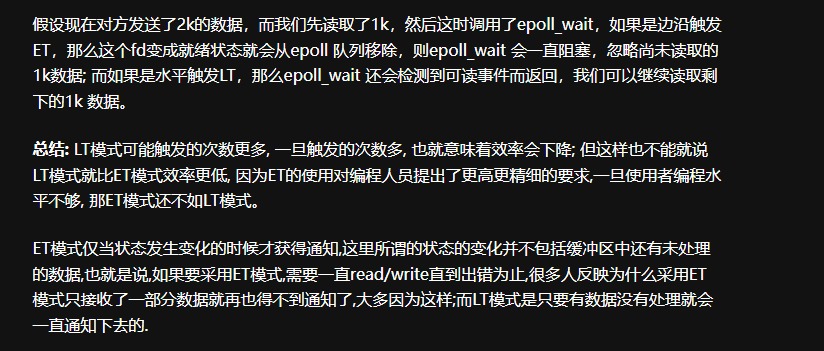 假设现在对方发送了2k的数据，而我们先读取了1k，然后这时调用了epoll_wait，如果是边沿触发
ET，那么这个fd变成就绪状态就会从epoll 队列移除，则epoll_wait 会一直阻塞，忽略尚未读取的
1k数据; 而如果是水平触发LT，那么epoll_wait 还会检测到可读事件而返回，我们可以继续读取剩
下的1k 数据。
总结: LT模式可能触发的次数更多, 一旦触发的次数多, 也就意味着效率会下降; 但这样也不能就说
LT模式就比ET模式效率更低, 因为ET的使用对编程人员提出了更高更精细的要求,一旦使用者编程水
平不够, 那ET模式还不如LT模式。
ET模式仅当状态发生变化的时候才获得通知,这里所谓的状态的变化并不包括缓冲区中还有未处理
的数据,也就是说,如果要采用ET模式,需要一直read/write直到出错为止,很多人反映为什么采用ET
模式只接收了一部分数据就再也得不到通知了,大多因为这样;而LT模式是只要有数据没有处理就会
一直通知下去的.